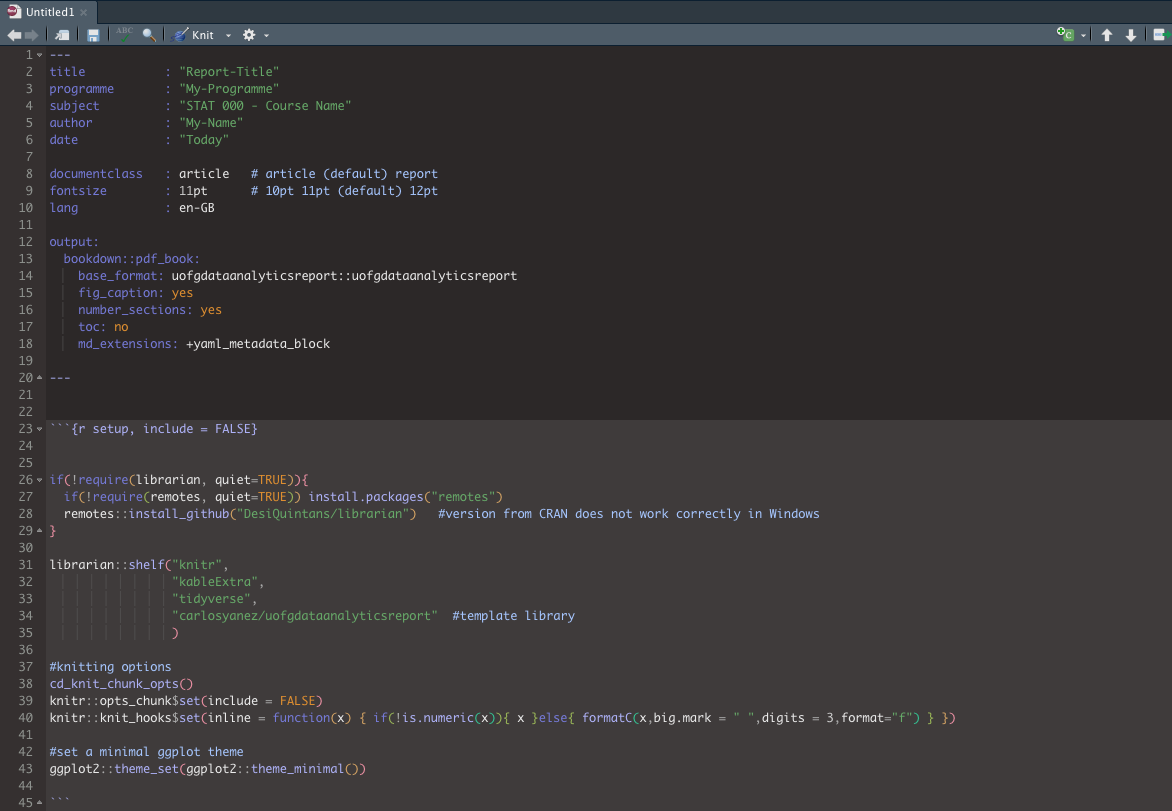 Untitled1
ABC Knit
1 ---
2 title : "Report-Title"
3 programme : "My-Programme"
4 subject : "STAT 000 - Course Name"
5 author : "My-Name"
6 date : "Today"
7
8 documentclass : article # article (default) report
9 fontsize : 11pt # 10pt 11pt (default) 12pt
10 lang : en-GB
11
12 output:
13 bookdown::pdf_book:
14 base_format: uofgdataanalyticsreport::uofgdataanalyticsreport
15 fig_caption: yes
16 number_sections: yes
17 toc: no
18 md_extensions: +yaml_metadata_block
19
20 ---
21
22
23 ```{r setup, include = FALSE}
24
25
26 if(!require(librarian, quiet=TRUE)){
27 if(!require(remotes, quiet=TRUE)) install.packages("remotes")
28 remotes::install_github("DesiQuintans/librarian") #version from CRAN does not work correctly in Windows
29 }
30
31 librarian::shelf("knitr",
32 "kableExtra",
33 "tidyverse",
34 "carlosyanez/uofgdataanalyticsreport" #template library
35 )
36
37 #knitting options
38 cd_knit_chunk_opts()
39 knitr::opts_chunk$set(include = FALSE)
40 knitr::knit_hooks$set(inline = function(x) { if(!is.numeric(x)){ x }else{ formatC(x,big.mark = " ",digits = 3,format="f") } })
41
42 #set a minimal ggplot theme
43 ggplot2::theme_set(ggplot2::theme_minimal())
44
45 ```